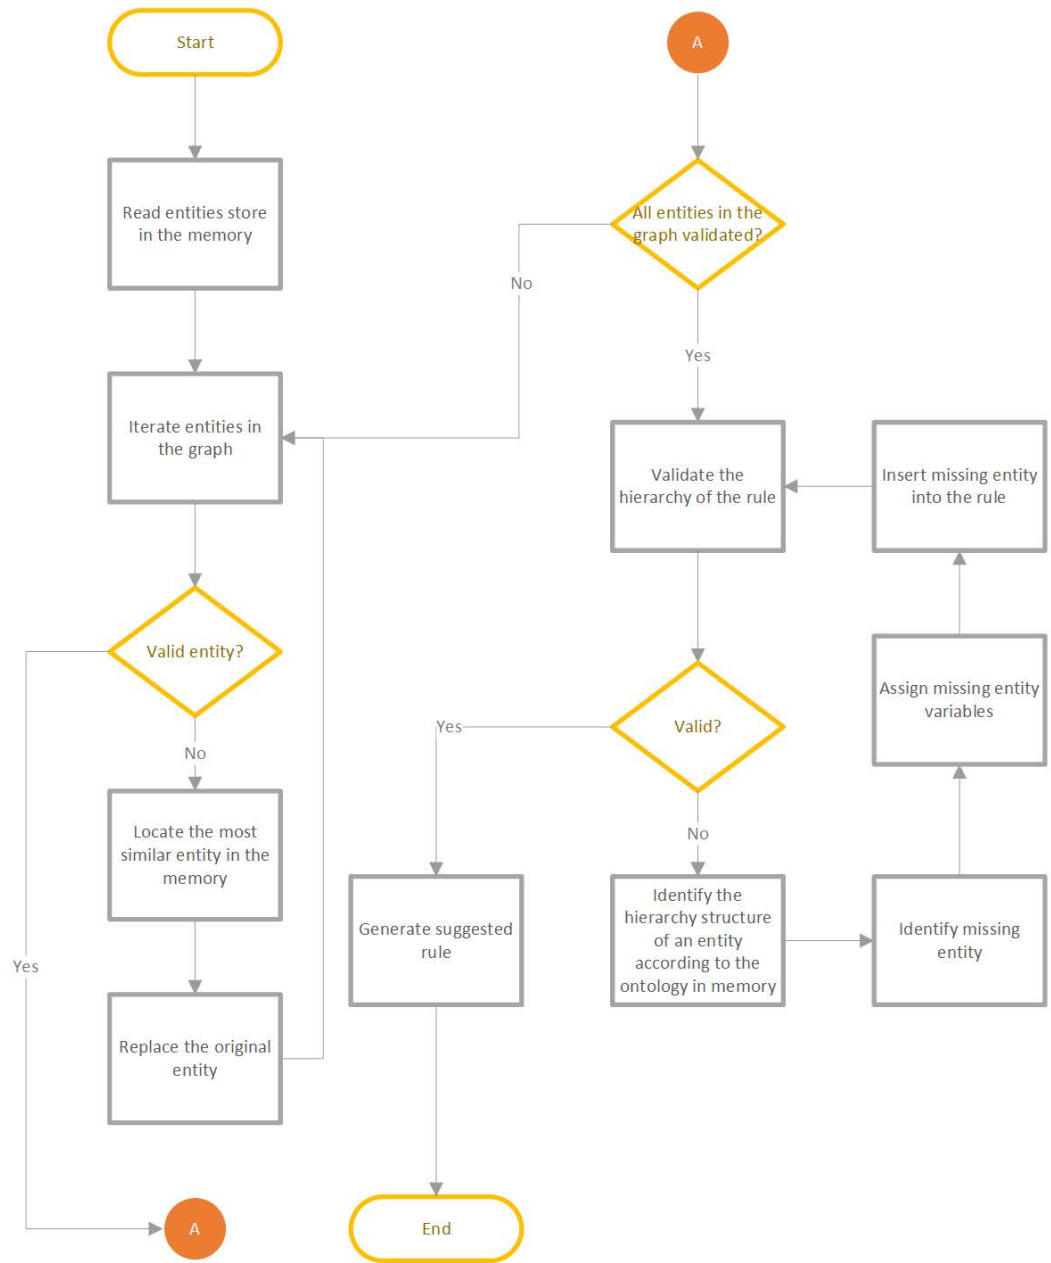 Start
Read entities store
in the memory
Iterate entities in
the graph
Valid entity?
No
Locate the most
similar entity in the
memory
Yes
Replace the original
entity
A
A
All entities in the
graph validated?
No
Yes
Validate the
hierarchy of the rule
Insert missing entity
into the rule
Assign missing entity
variables
Valid?
Yes
No
Generate suggested
rule
Identify the
hierarchy structure
of an entity
according to the
ontology in memory
Identify missing
entity
End